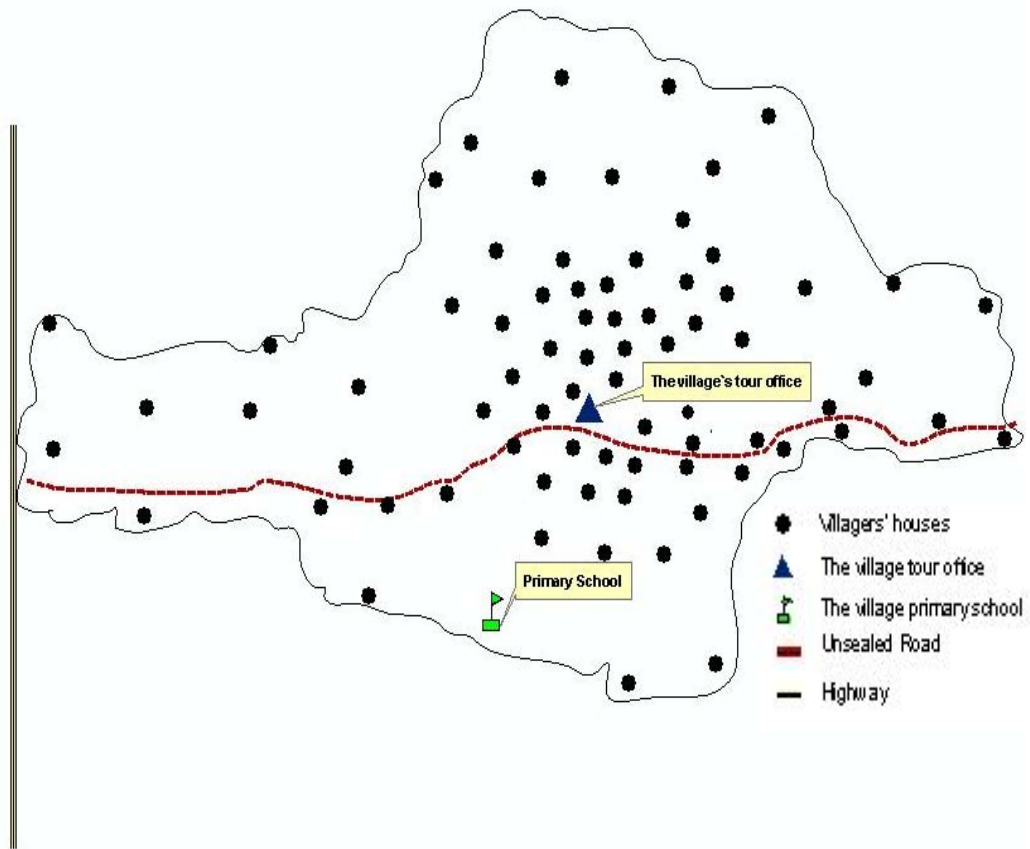 The village's tour office
Primary School
Villagers' houses
The village tour office
The village primary school
Unsealed Road
Highway